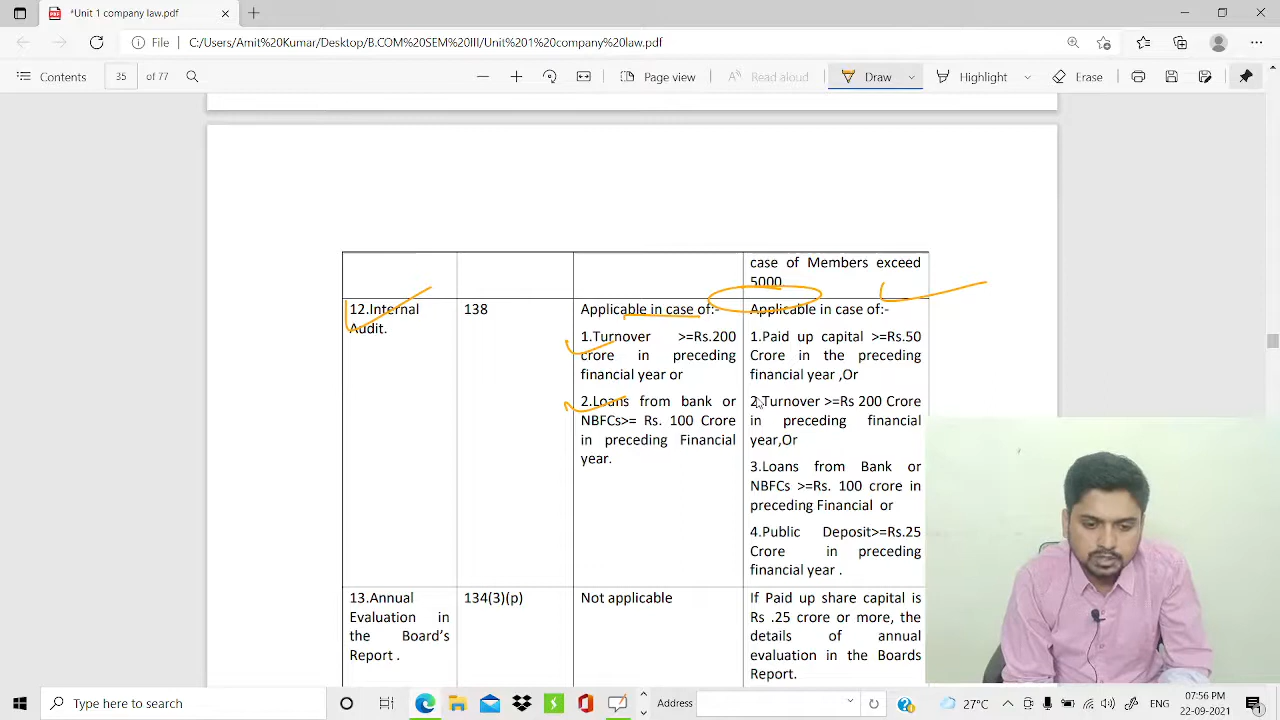 *Unit 1 company law.pdf
File C:/Users/Amit%20Kumar/Desktop/B.COM%20SEM%20III/Unit%201%20company%20law.pdf
Contents 35 of 77 Page view Read aloud Draw Highlight Erase
case of Members exceed
5000
12.Internal
Audit.
138
Applicable in case of:-
1.Turnover >=Rs.200
crore in preceding
financial year or
2.Loans from bank or
NBFCs>= Rs. 100 Crore
in preceding Financial
year.
Applicable in case of:-
1.Paid up capital >=Rs.50
Crore in the preceding
financial year ,Or
2.Turnover >=Rs 200 Crore
in preceding financial
year,Or
3.Loans from Bank or
NBFCs >=Rs. 100 crore in
preceding Financial or
4.Public Deposit>=Rs.25
Crore in preceding
financial year .
13.Annual
Evaluation in
the Board’s
Report .
134(3)(p)
Not applicable
If Paid up share capital is
Rs .25 crore or more, the
details of annual
evaluation in the Boards
Report.
Type here to search
Address
27°C
ENG
07:56 PM
22-09-2021